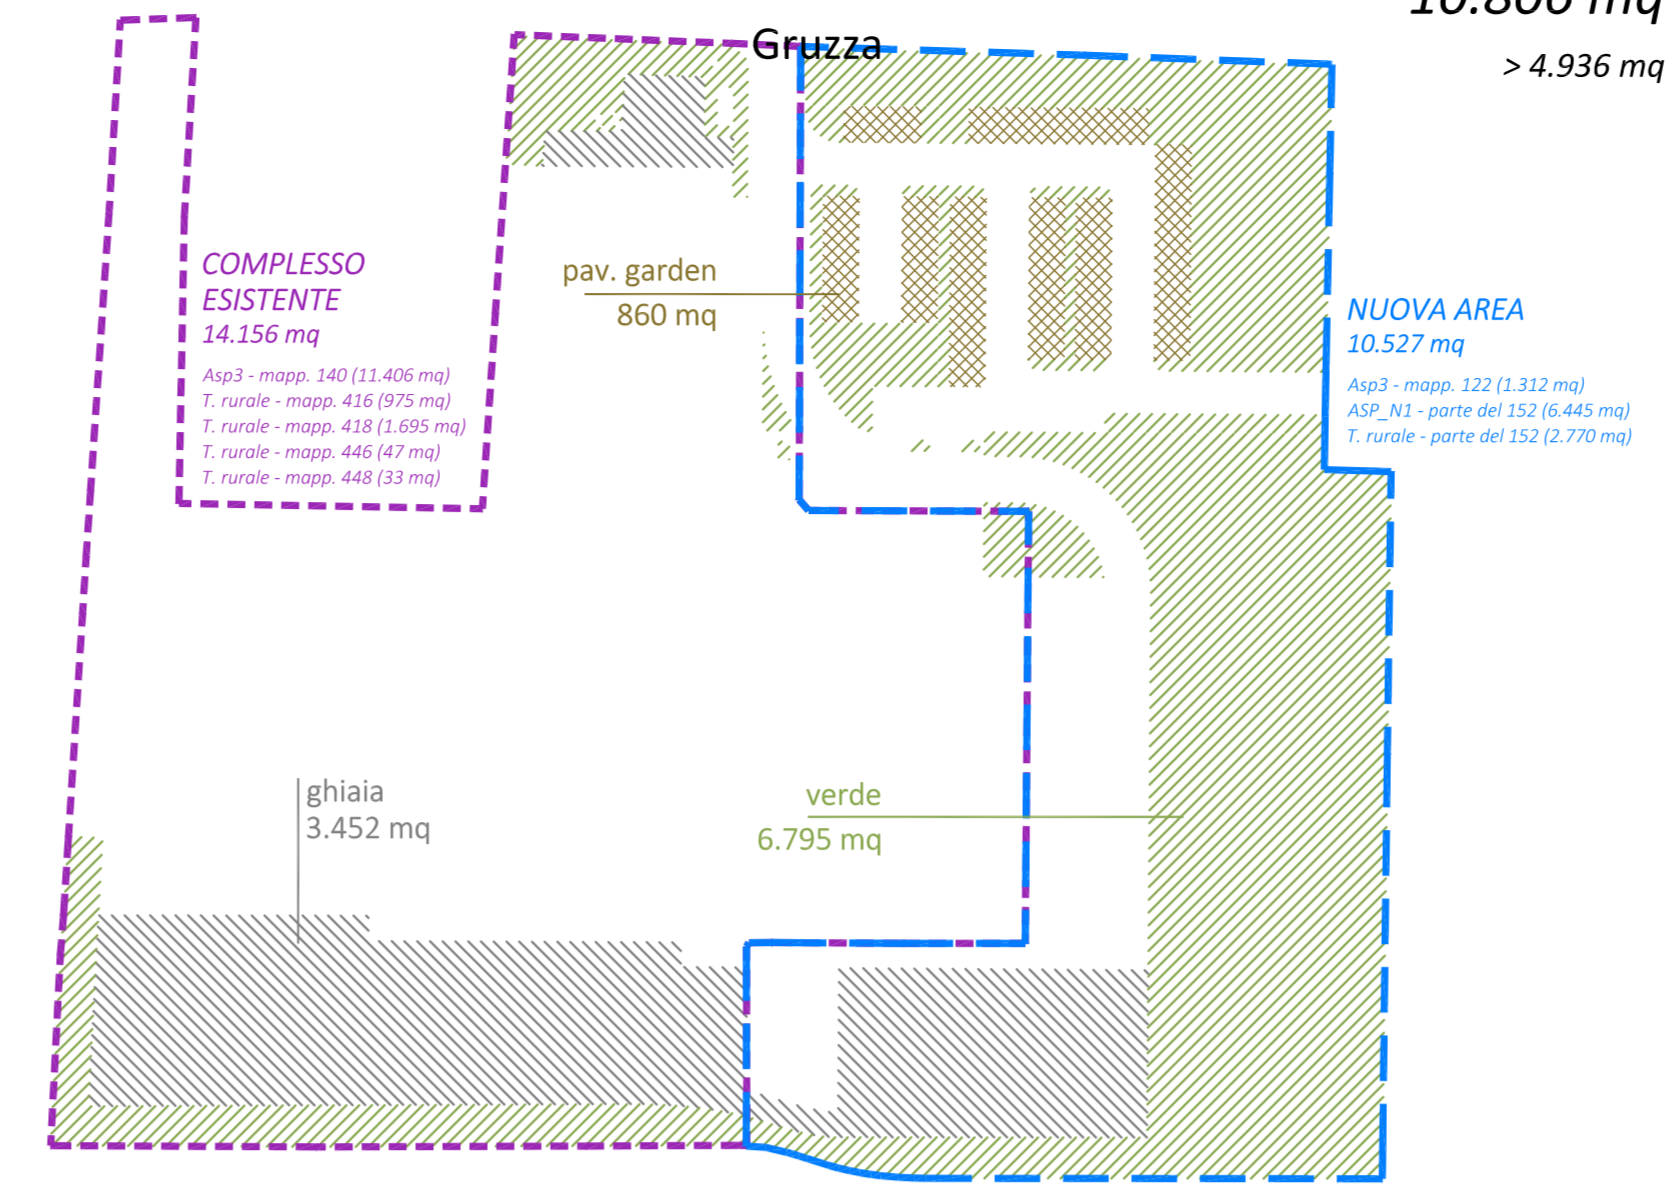 10.806 mq
> 4.936 mq
Gruzza
COMPLESSO
ESISTENTE
14.156 mq
Asp3 - mapp. 140 (11.406 mq)
T. rurale - mapp. 416 (975 mq)
T. rurale - mapp. 418 (1.695 mq)
T. rurale - mapp. 446 (47 mq)
T. rurale - mapp. 448 (33 mq)
pav. garden
860 mq
NUOVA AREA
10.527 mq
Asp3 - mapp. 122 (1.312 mq)
ASP_N1 - parte del 152 (6.445 mq)
T. rurale - parte del 152 (2.770 mq)
ghiaia
3.452 mq
verde
6.795 mq